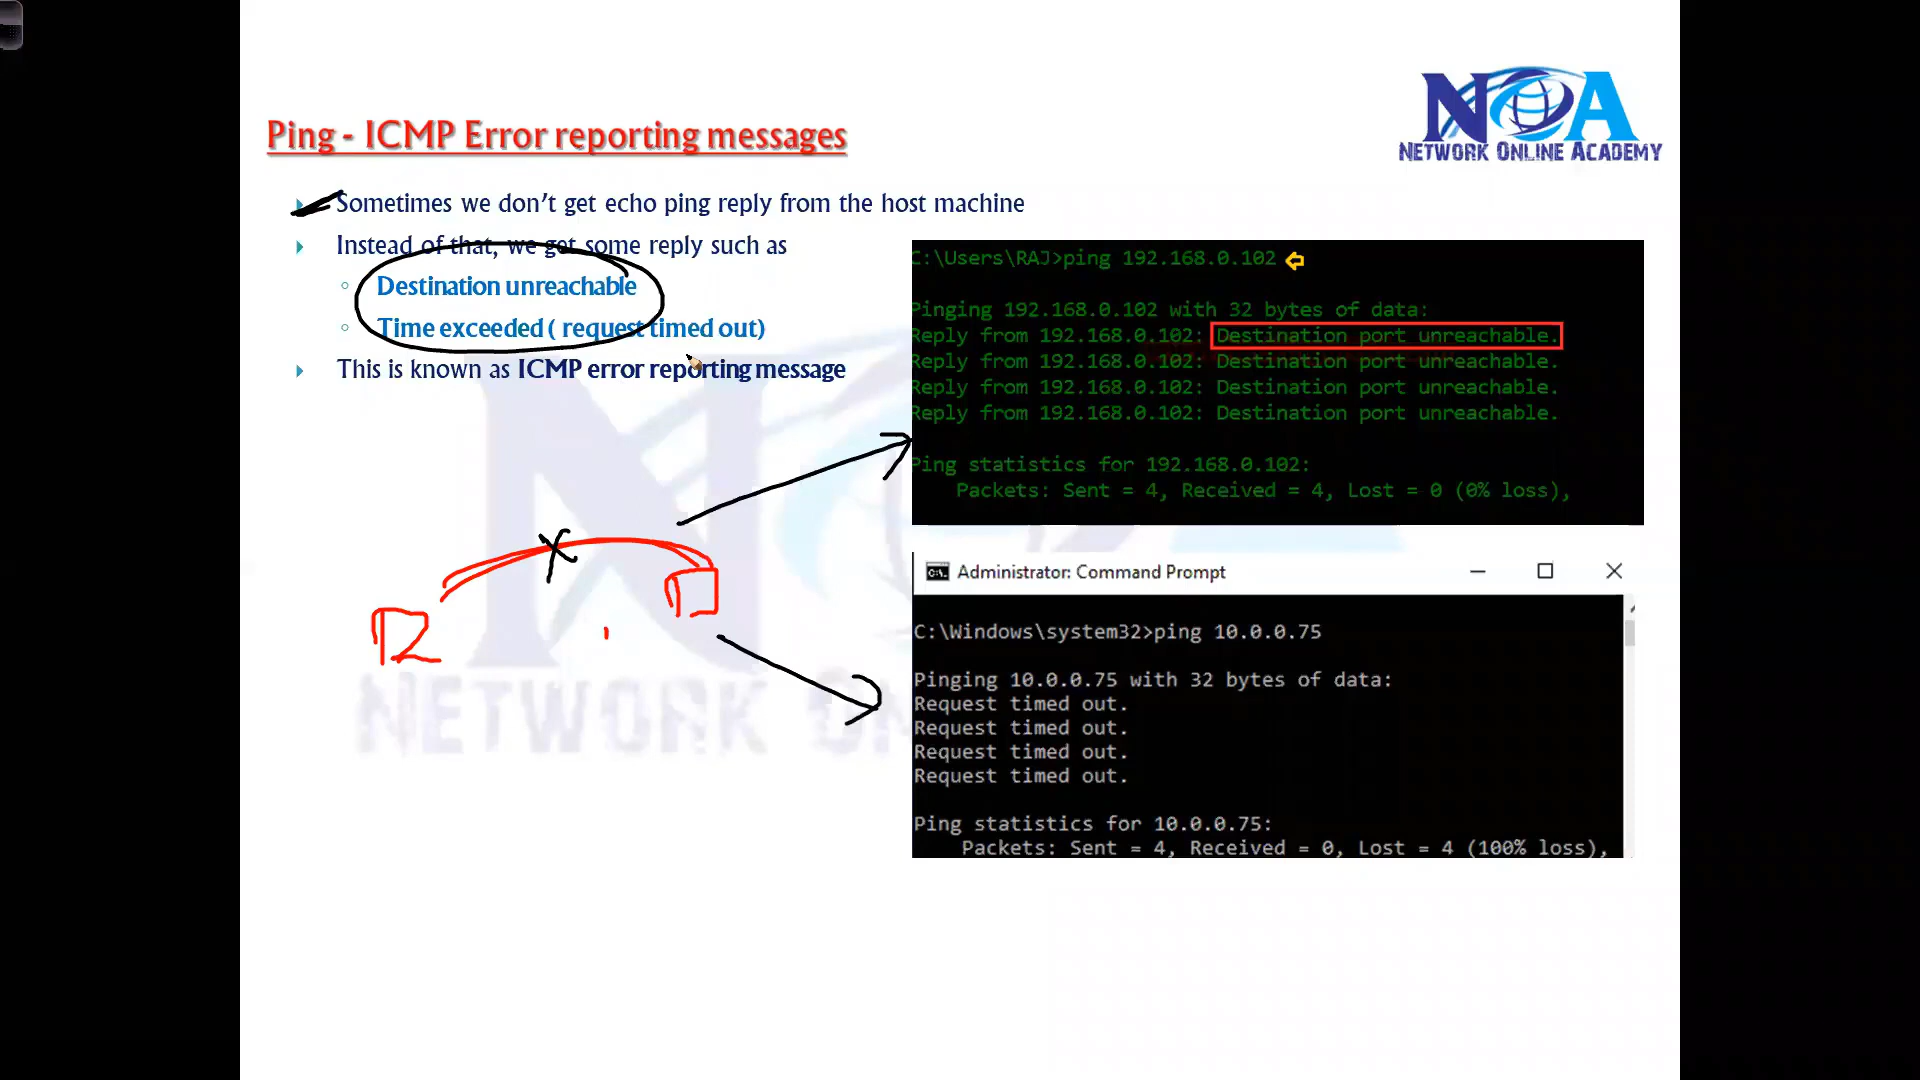 NOA
NETWORK ONLINE ACADEMY
Ping - ICMP Error reporting messages
Sometimes we don't get echo ping reply from the host machine
Instead of that, we get some reply such as
Destination unreachable
Time exceeded ( request timed out)
This is known as ICMP error reporting message
C:\Users\RAJ>ping 192.168.0.102
Pinging 192.168.0.102 with 32 bytes of data:
Reply from 192.168.0.102: Destination port unreachable.
Reply from 192.168.0.102: Destination port unreachable.
Reply from 192.168.0.102: Destination port unreachable.
Reply from 192.168.0.102: Destination port unreachable.
Ping statistics for 192.168.0.102:
Packets: Sent = 4, Received = 4, Lost = 0 (0% loss),
Administrator: Command Prompt
C:\Windows\system32>ping 10.0.0.75
Pinging 10.0.0.75 with 32 bytes of data:
Request timed out.
Request timed out.
Request timed out.
Request timed out.
Ping statistics for 10.0.0.75:
Packets: Sent = 4, Received = 0, Lost = 4 (100% loss),
NETWORK ON